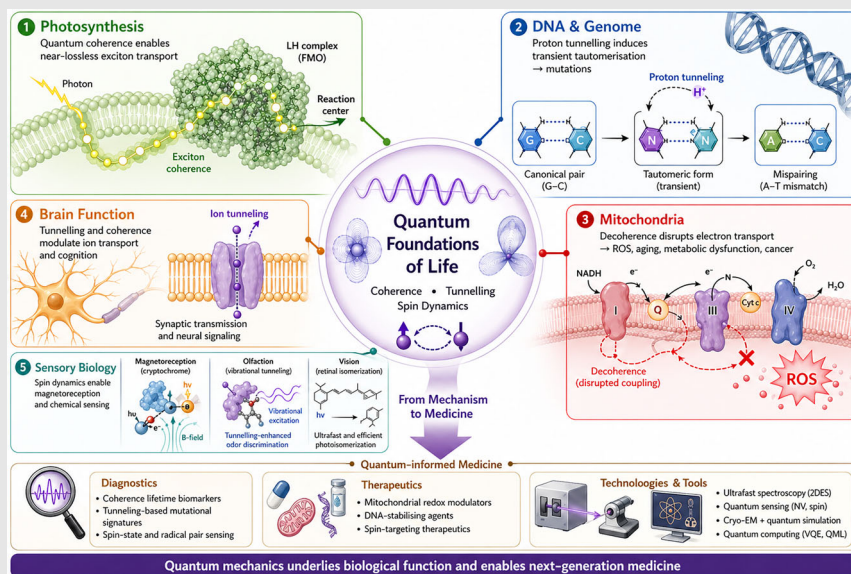 1 Photosynthesis
Quantum coherence enables
near-lossless exciton transport
LH complex
(FMO)
Photon
Reaction
center
Exciton
coherence
2 DNA & Genome
Proton tunnelling induces
transient tautomerisation
→ mutations
Proton tunneling
H+
G
C
N
N
A
C
Canonical pair
(G–C)
Tautomeric form
(transient)
Mispairing
(A–T mismatch)
4 Brain Function
Tunnelling and coherence
modulate ion transport
and cognition
Ion tunneling
Synaptic transmission
and neural signaling
Quantum
Foundations
of Life
Coherence • Tunnelling
Spin Dynamics
3 Mitochondria
Decoherence disrupts electron transport
→ ROS, aging, metabolic dysfunction, cancer
NADH
e-
e-
N
O2
H2O
I
Q
III
Cyt c
IV
Decoherence
(disrupted coupling)
ROS
5 Sensory Biology
Spin dynamics enable
magnetoreception
and chemical sensing
Magnetoreception
(cryptochrome)
hν
hu
e-
e
B-field
Olfaction
(vibrational tunneling)
Vibrational
excitation
Tunnelling-enhanced
odor discrimination
Vision
(retinal isomerization)
hν
Ultrafast and efficient
photoisomerization
From Mechanism
to Medicine
Quantum-informed Medicine
Diagnostics
• Coherence lifetime biomarkers
• Tunneling-based mutational
signatures
• Spin-state and radical pair sensing
Therapeutics
• Mitochondrial redox modulators
• DNA-stabilising agents
• Spin-targeting therapeutics
Technologies & Tools
• Ultrafast spectroscopy (2DES)
• Quantum sensing (NV, spin)
• Cryo-EM + quantum simulation
• Quantum computing (VQE, QML)
Quantum mechanics underlies biological function and enables next-generation medicine